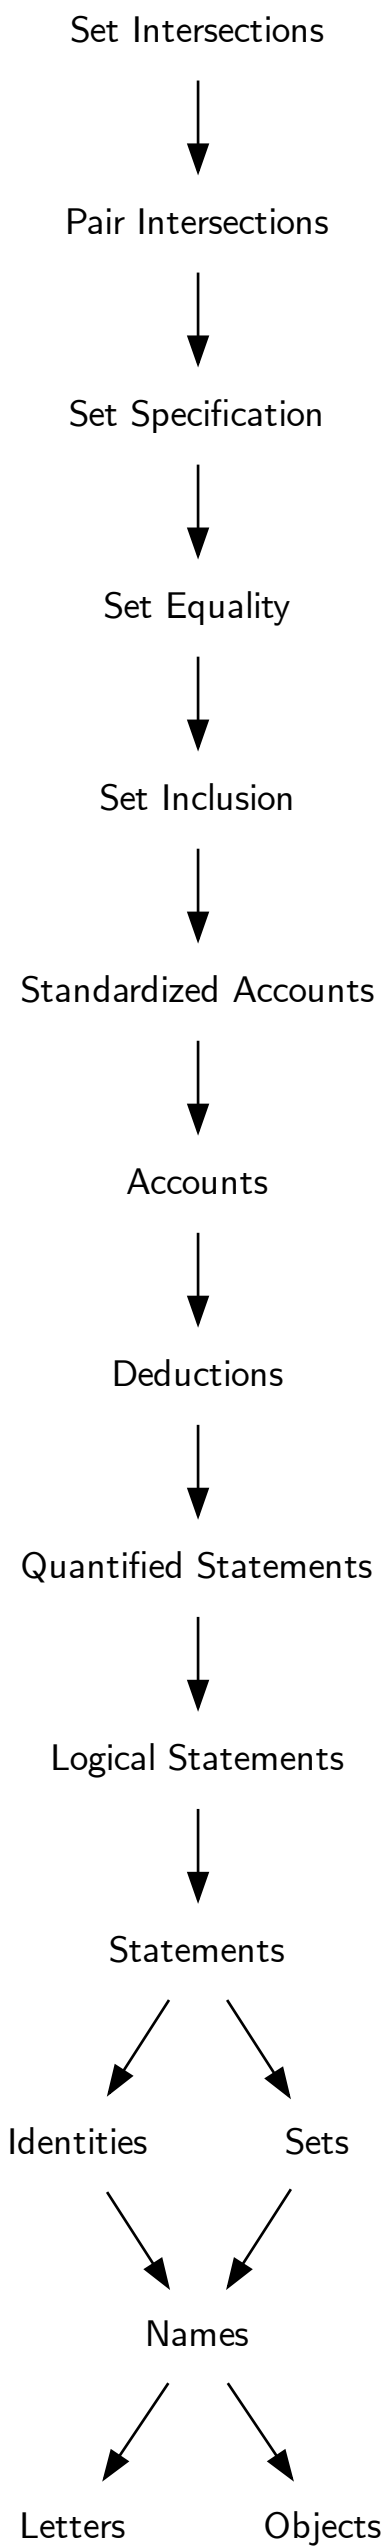 Set Intersections
Pair Intersections
Set Specification
Set Equality
Set Inclusion
Standardized Accounts
Accounts
Deductions
Quantified Statements
Logical Statements
Statements
Identities Sets
Names
Letters Objects